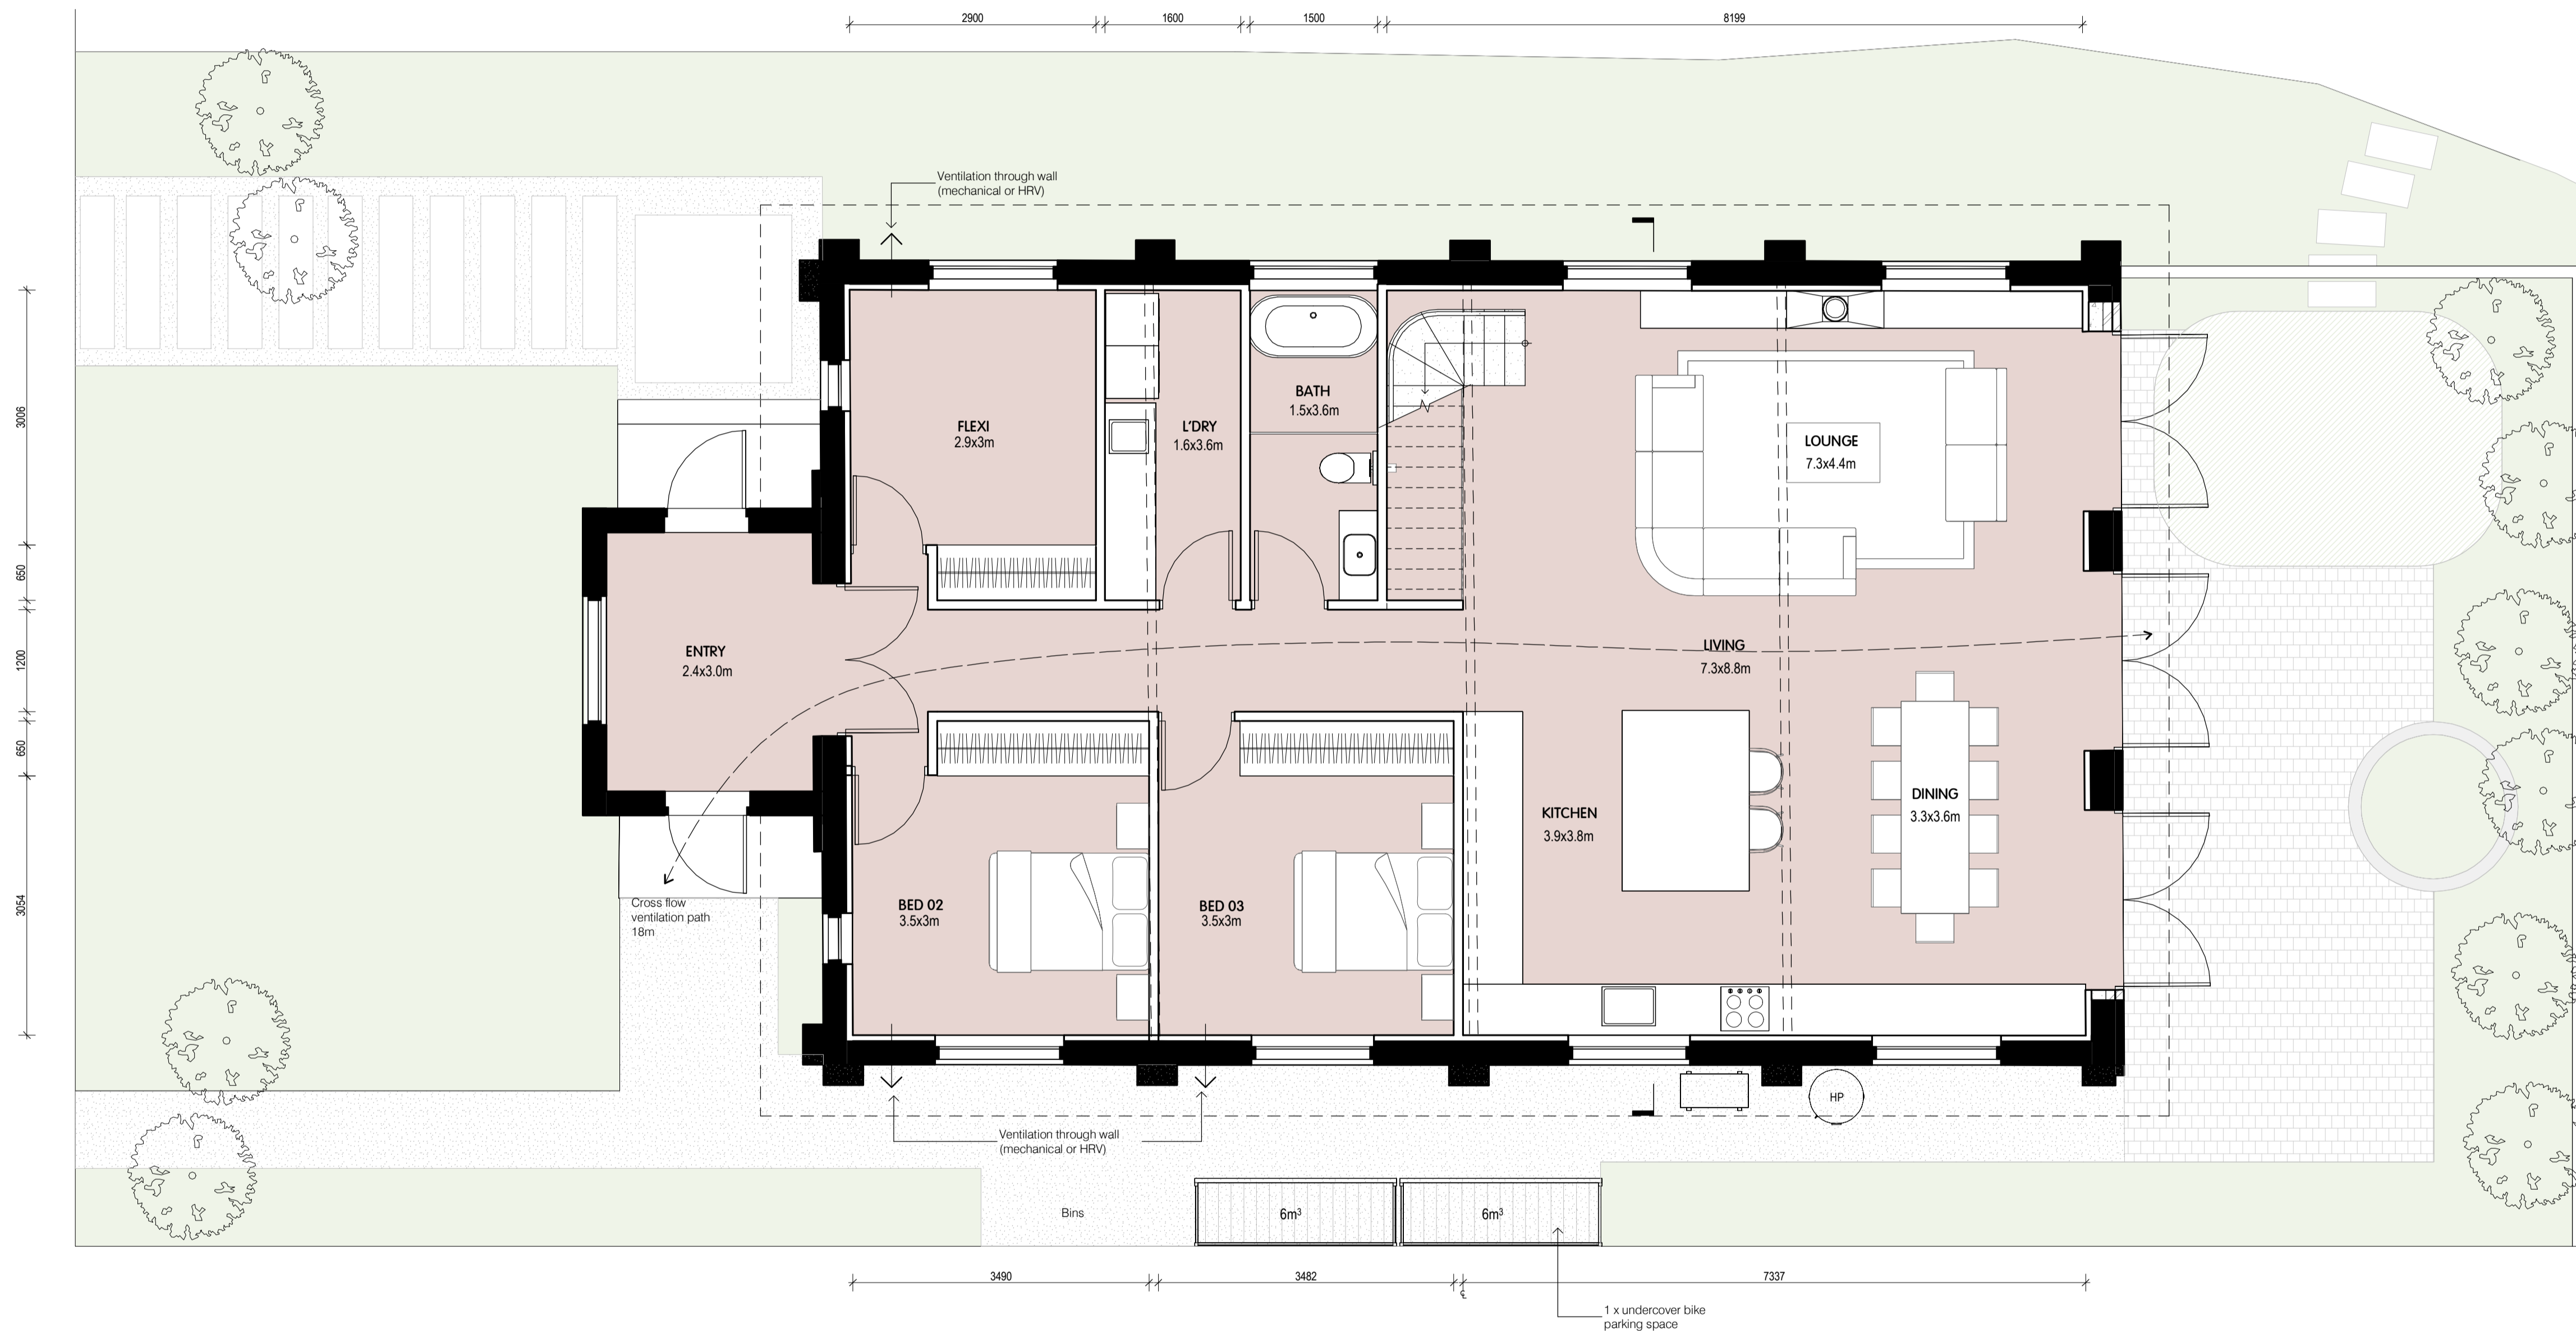 2900
1600
1500
8199
Ventilation through wall
(mechanical or HRV)
3006
650
1200
650
3054
FLEXI
2.9x3m
L'DRY
1.6x3.6m
BATH
1.5x3.6m
LOUNGE
7.3x4.4m
ENTRY
2.4x3.0m
LIVING
7.3x8.8m
KITCHEN
3.9x3.8m
DINING
3.3x3.6m
BED 02
3.5x3m
BED 03
3.5x3m
Cross flow
ventilation path
18m
HP
Ventilation through wall
(mechanical or HRV)
Bins
6m³
6m³
3490
3482
7337
℄
1 x undercover bike
parking space